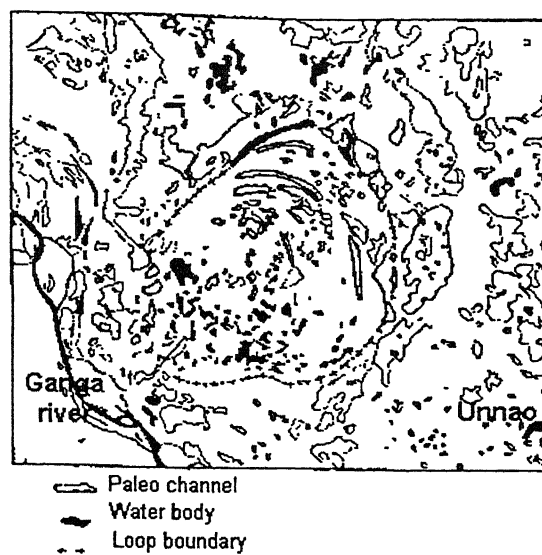 Ganga
river
Unnao
Paleo channel
Water body
Loop boundary